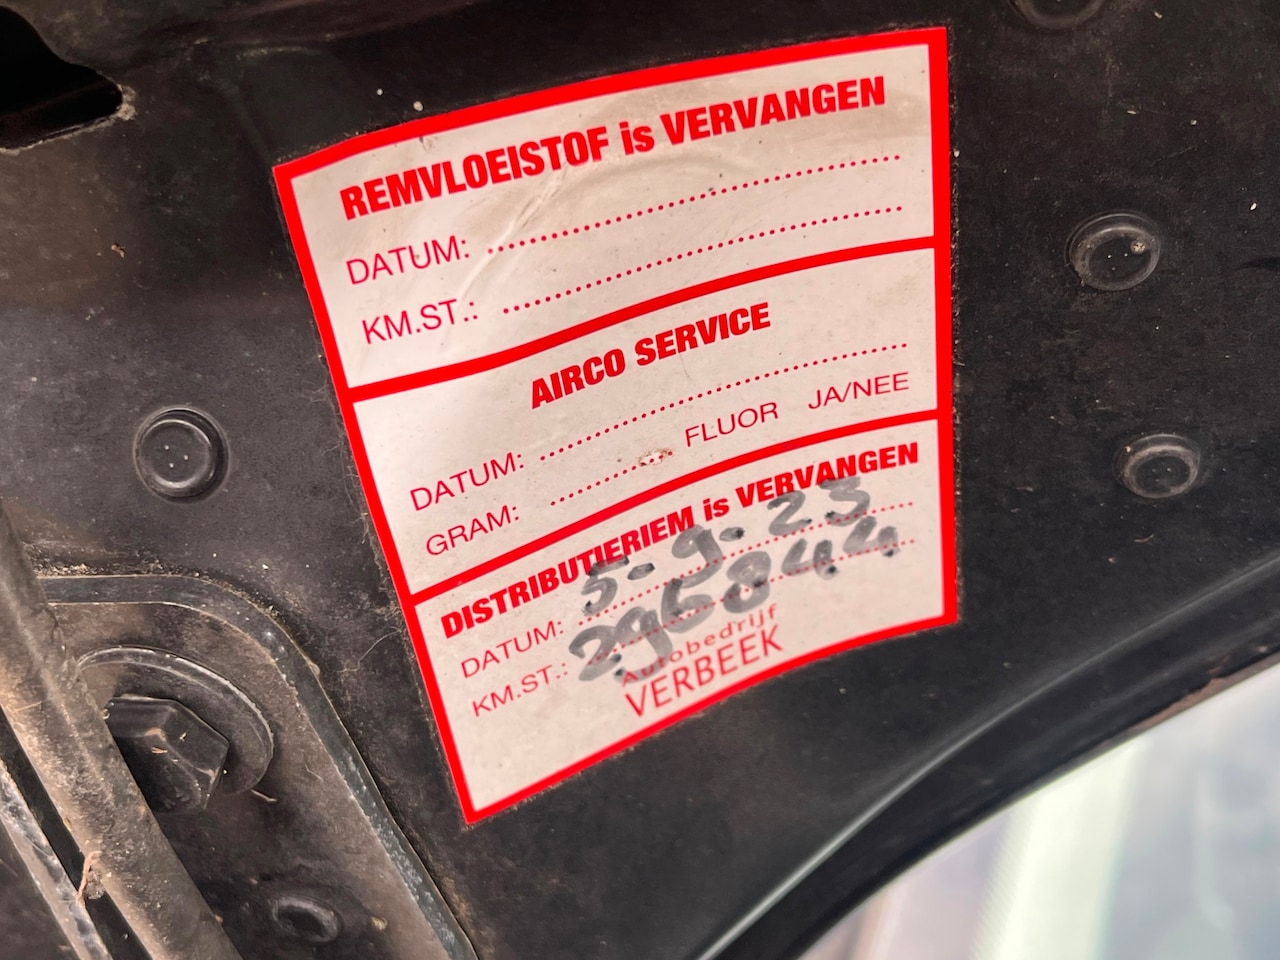 REMVLOEISTOF is VERVANGEN
DATUM: ........................................
KM.ST.: ........................................
AIRCO SERVICE
DATUM: ........................................
GRAM: .................... FLUOR JA/NEE
DISTRIBUTIERIEM is VERVANGEN
DATUM: 5-9-23
KM.ST.: 296844
Autobedrijf
VERBEEK